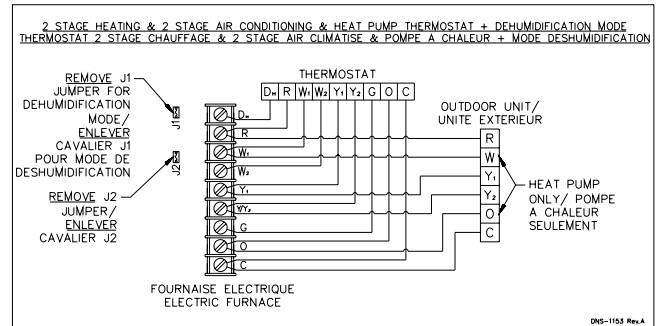 2 STAGE HEATING & 2 STAGE AIR CONDITIONING & HEAT PUMP THERMOSTAT + DEHUMIDIFICATION MODE
THERMOSTAT 2 STAGE CHAUFFAGE & 2 STAGE AIR CLIMATISE & POMPE A CHALEUR + MODE DESHUMIDIFICATION
REMOVE J1
JUMPER FOR
DEHUMIDIFICATION
MODE/
ENLEVER
CAVALIER J1
POUR MODE DE
DESHUMIDIFICATION
REMOVE J2
JUMPER/
ENLEVER
CAVALIER J2
J1
J2
THERMOSTAT
DH R W1 W2 Y1 Y2 G O C
DH
R
W1
W2
Y1
Y/Y2
G
O
C
FOURNAISE ELECTRIQUE
ELECTRIC FURNACE
OUTDOOR UNIT/
UNITE EXTERIEUR
R
W
Y1
Y2
O
C
HEAT PUMP
ONLY/ POMPE
A CHALEUR
SEULEMENT
DNS-1153 Rev.A